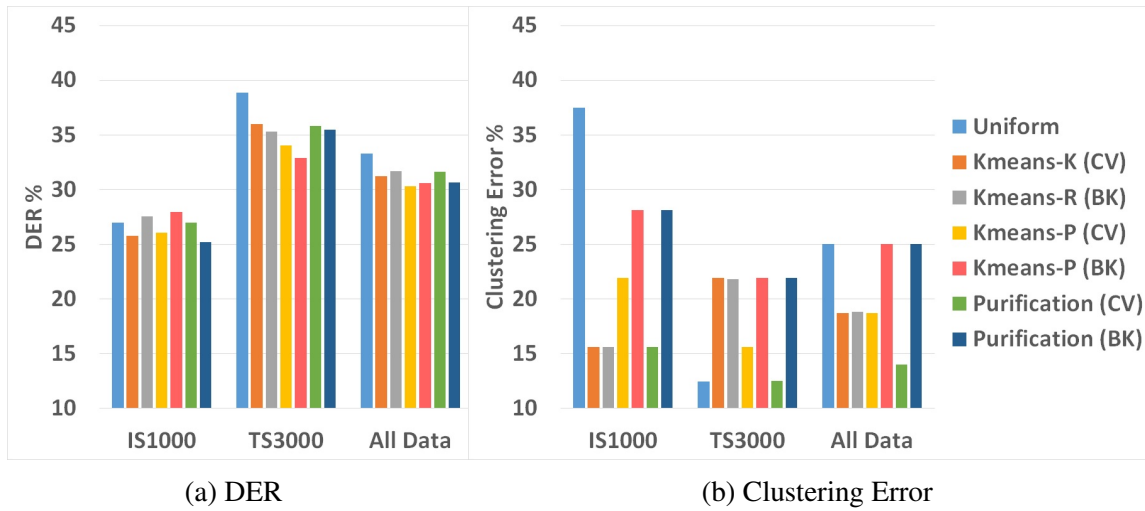 45
40
35
30
25
20
15
10
DER %
IS1000
TS3000
All Data
45
40
35
30
25
20
15
10
Clustering Error %
IS1000
TS3000
All Data
Uniform
Kmeans-K (CV)
Kmeans-R (BK)
Kmeans-P (CV)
Kmeans-P (BK)
Purification (CV)
Purification (BK)
(a) DER
(b) Clustering Error